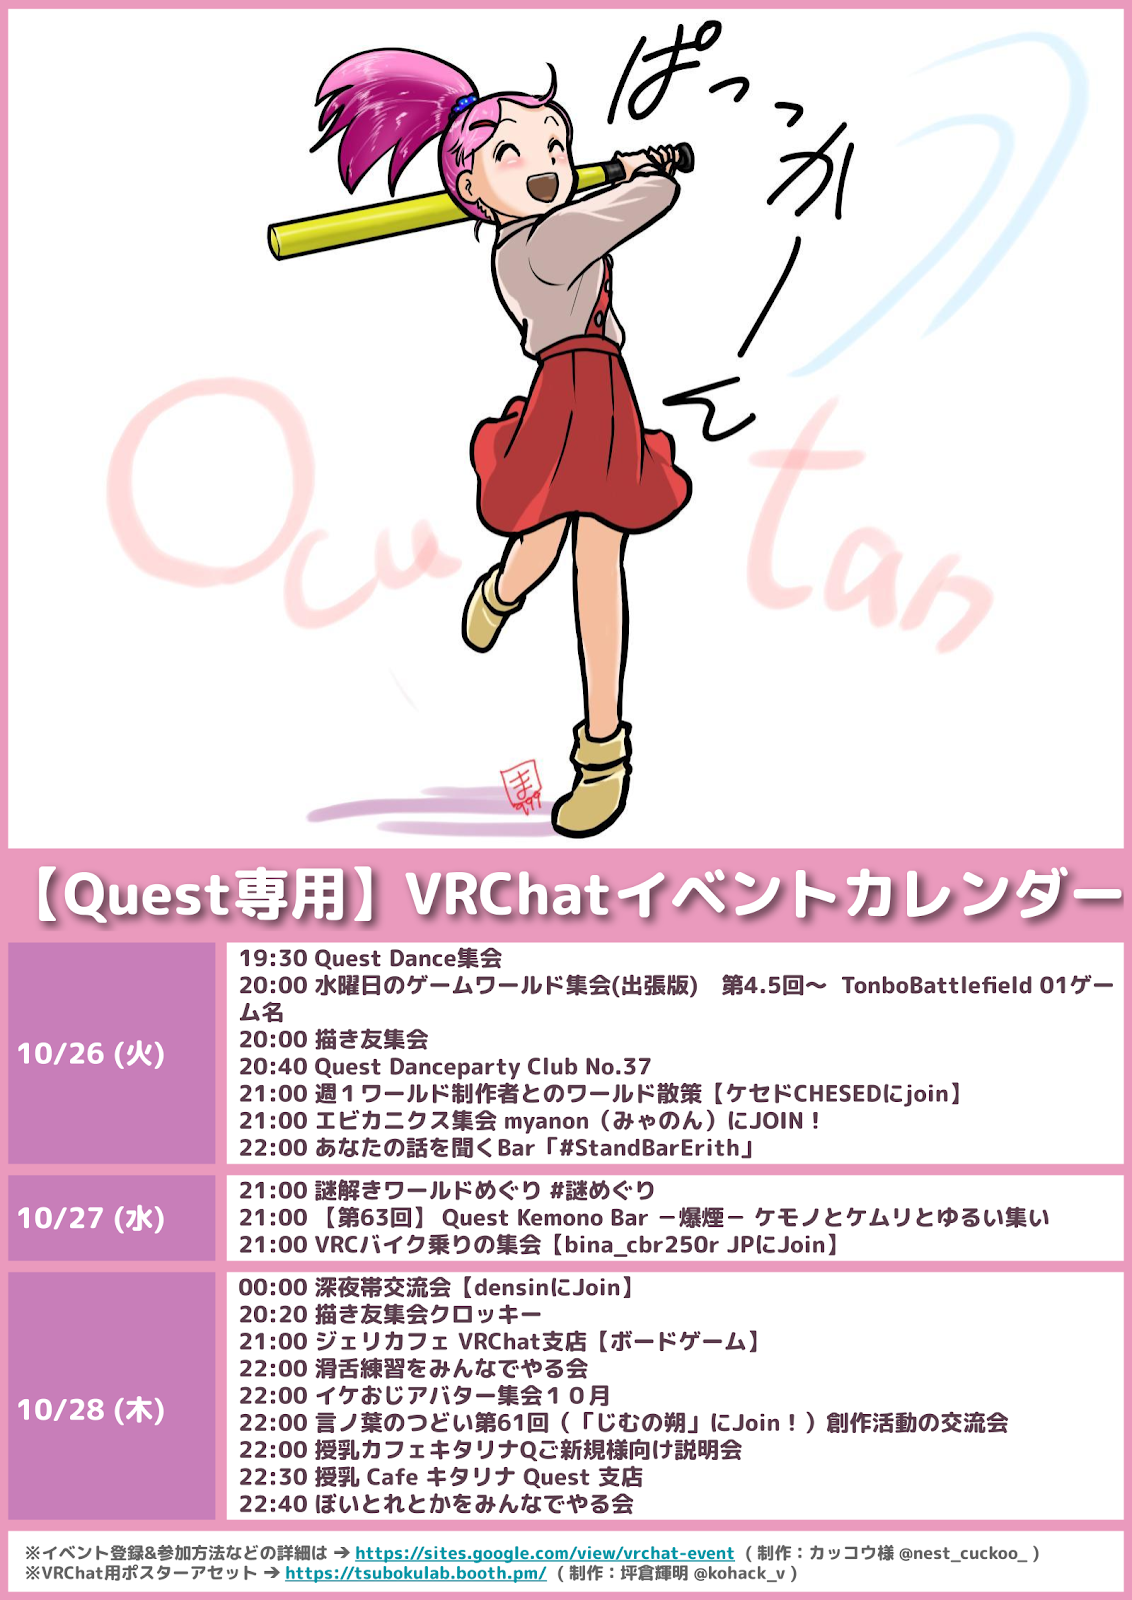 ぱっかーん
Ocutan
ま
999
【Quest専用】VRChatイベントカレンダー
10/26 (火)
19:30 Quest Dance集会
20:00 水曜日のゲームワールド集会(出張版)　第4.5回～ TonboBattlefield 01ゲー
ム名
20:00 描き友集会
20:40 Quest Danceparty Club No.37
21:00 週１ワールド制作者とのワールド散策【ケセドCHESEDにjoin】
21:00 エビカニクス集会 myanon（みゃのん）にJOIN！
22:00 あなたの話を聞くBar「#StandBarErith」
10/27 (水)
21:00 謎解きワールドめぐり #謎めぐり
21:00 【第63回】 Quest Kemono Bar －爆煙－ ケモノとケムリとゆるい集い
21:00 VRCバイク乗りの集会【bina_cbr250r JPにJoin】
10/28 (木)
00:00 深夜帯交流会【densinにJoin】
20:20 描き友集会クロッキー
21:00 ジェリカフェ VRChat支店【ボードゲーム】
22:00 滑舌練習をみんなでやる会
22:00 イケおじアバター集会１０月
22:00 言ノ葉のつどい第61回（「じむの朔」にJoin！）創作活動の交流会
22:00 授乳カフェキタリナQご新規様向け説明会
22:30 授乳 Cafe キタリナ Quest 支店
22:40 ぼいとれとかをみんなでやる会
※イベント登録&参加方法などの詳細は ➔ https://sites.google.com/view/vrchat-event ( 制作：カッコウ様 @nest_cuckoo_ )
※VRChat用ポスターアセット ➔ https://tsubokulab.booth.pm/ ( 制作：坪倉輝明 @kohack_v )